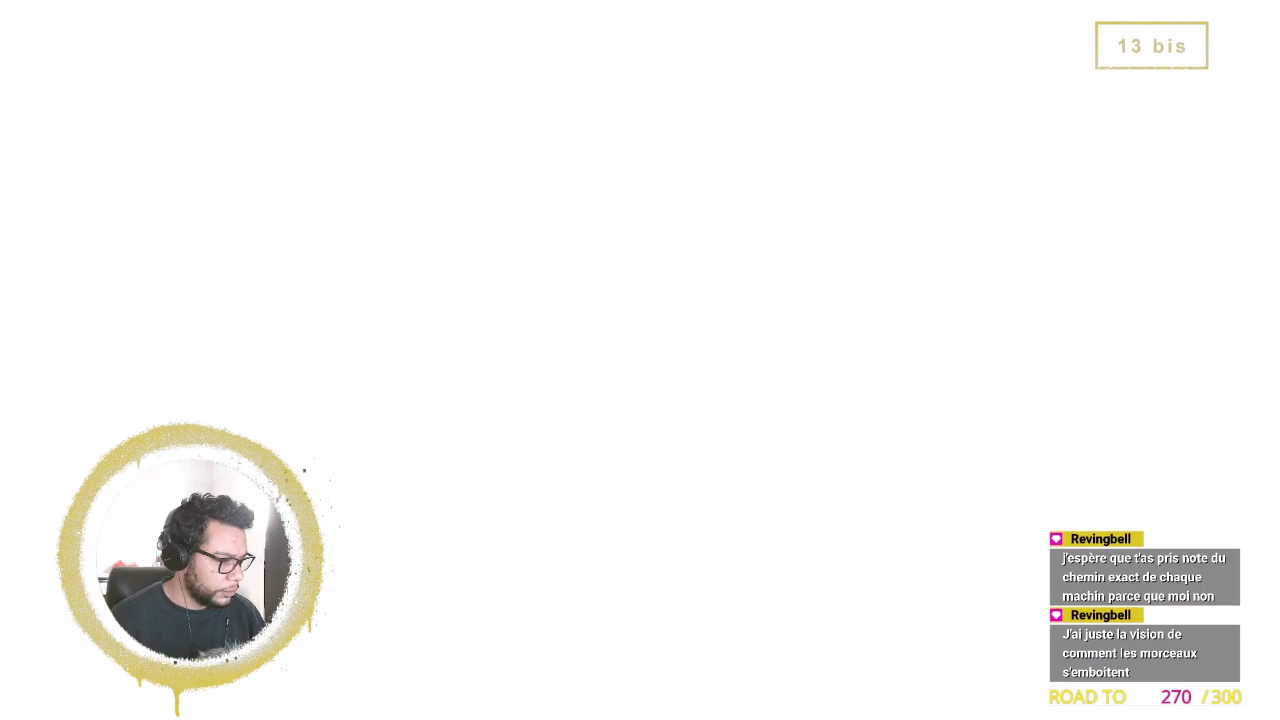 13 bis
Revingbell
j'espère que t'as pris note du
chemin exact de chaque
machin parce que moi non
Revingbell
J'ai juste la vision de
comment les morceaux
s'emboitent
ROAD TO 270 / 300